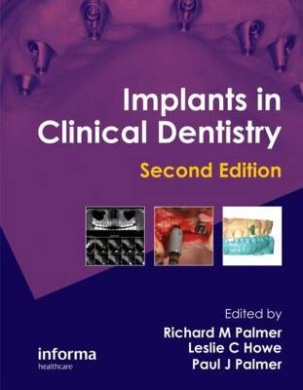 Implants in
Clinical Dentistry
Second Edition
Edited by
Richard M Palmer
Leslie C Howe
Paul J Palmer
informa
healthcare